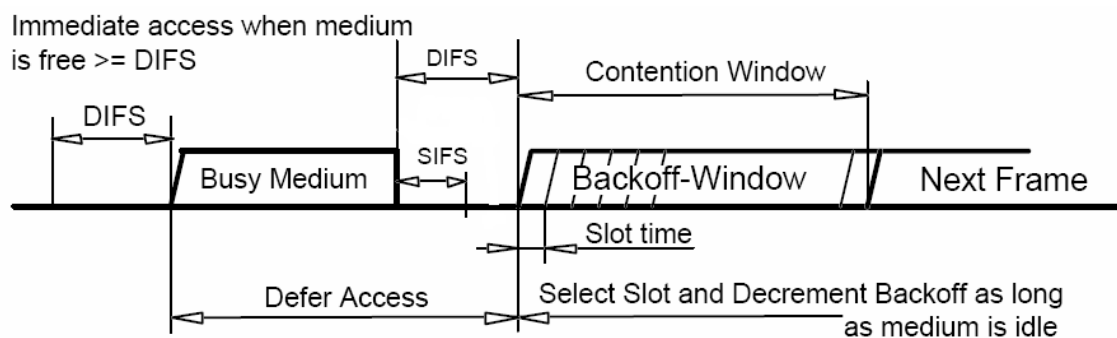 Immediate access when medium
is free >= DIFS
DIFS
Contention Window
DIFS
SIFS
Busy Medium
Backoff-Window
Next Frame
Slot time
Defer Access
Select Slot and Decrement Backoff as long
as medium is idle